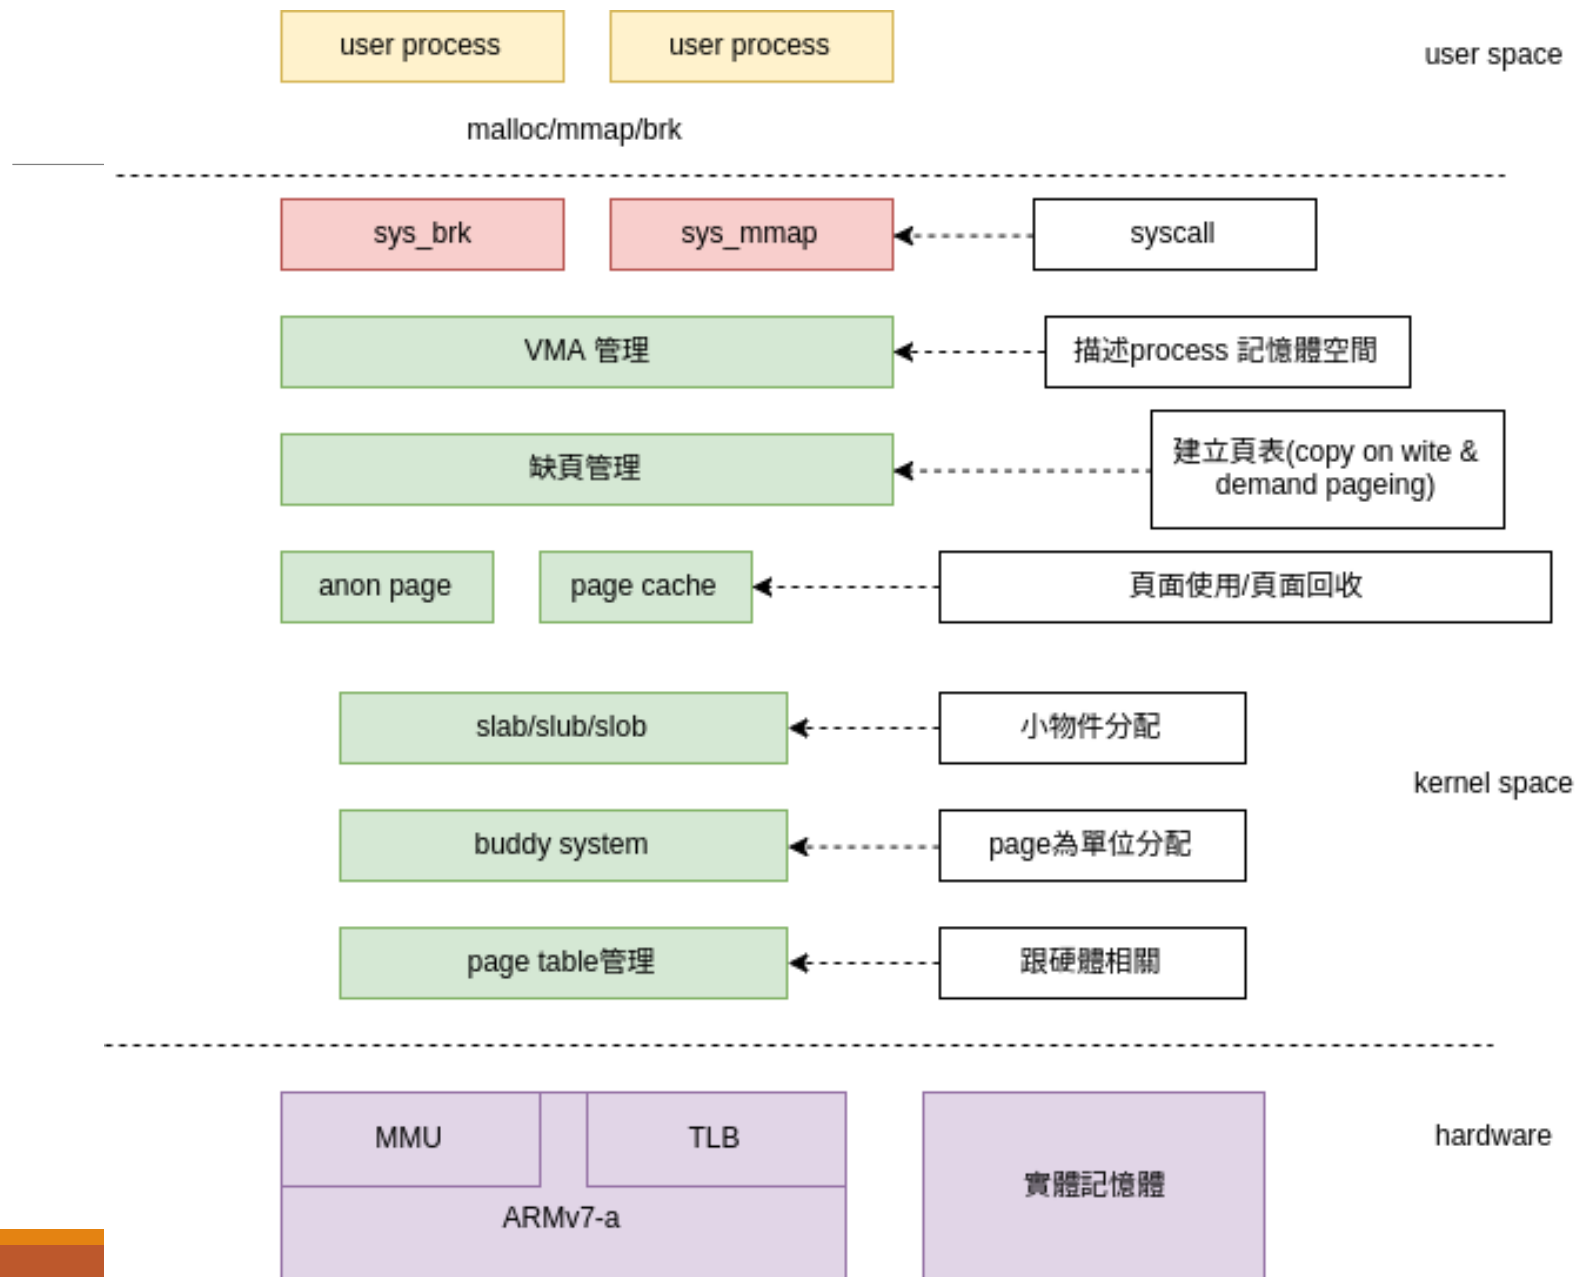 user process
user process
user space
malloc/mmap/brk
sys_brk
sys_mmap
syscall
VMA 管理
描述process 記憶體空間
缺頁管理
建立頁表(copy on wite &
demand pageing)
anon page
page cache
頁面使用/頁面回收
slab/slub/slob
小物件分配
kernel space
buddy system
page為單位分配
page table管理
跟硬體相關
MMU
TLB
hardware
實體記憶體
ARMv7-a